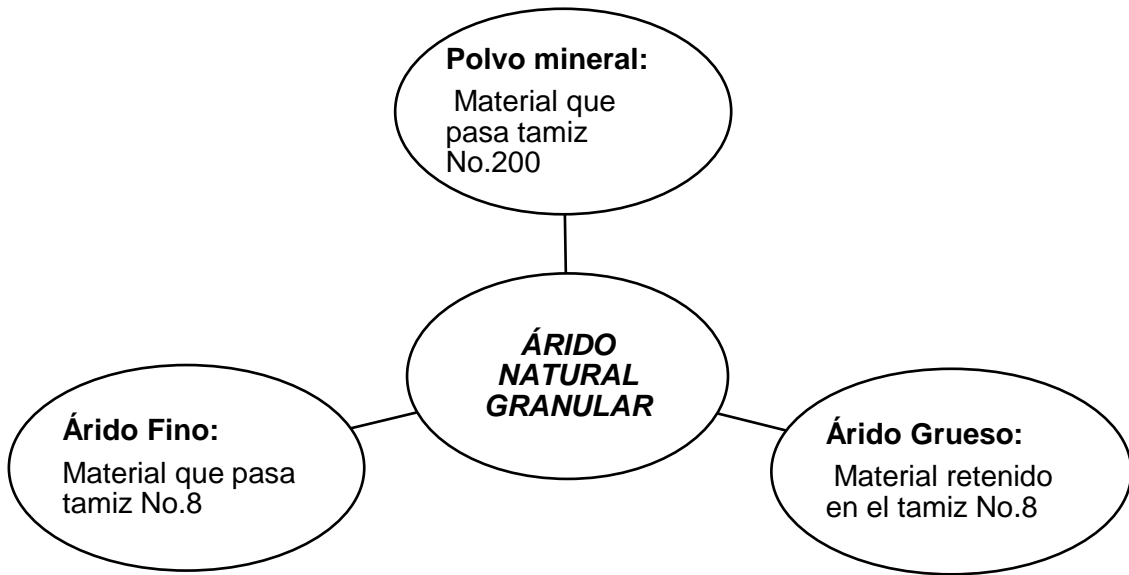 Polvo mineral:
Material que
pasa tamiz
No.200
ÁRIDO
NATURAL
GRANULAR
Árido Fino:
Material que pasa
tamiz No.8
Árido Grueso:
Material retenido
en el tamiz No.8